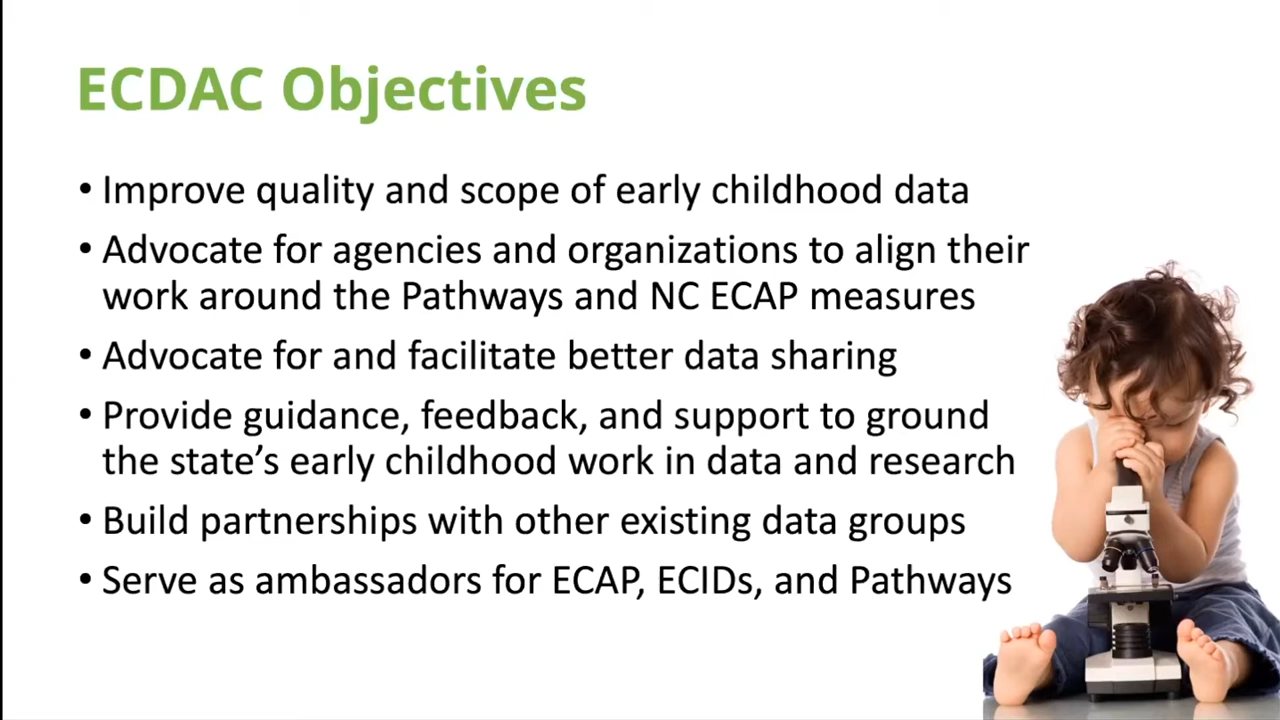 ECDAC Objectives
• Improve quality and scope of early childhood data
• Advocate for agencies and organizations to align their
work around the Pathways and NC ECAP measures
• Advocate for and facilitate better data sharing
• Provide guidance, feedback, and support to ground
the state’s early childhood work in data and research
• Build partnerships with other existing data groups
• Serve as ambassadors for ECAP, ECIDs, and Pathways